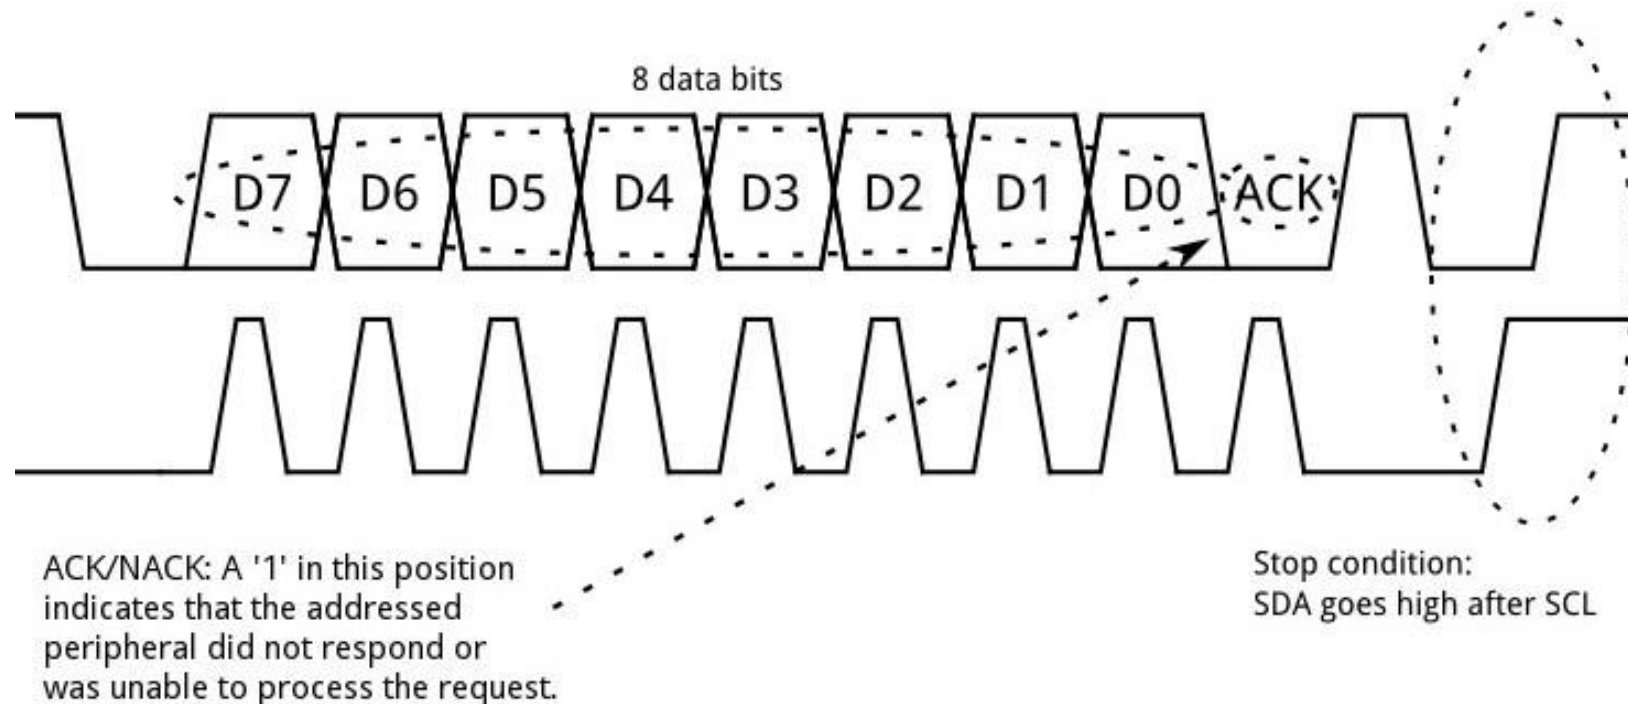 8 data bits
D7 D6 D5 D4 D3 D2 D1 D0 ACK
ACK/NACK: A '1' in this position
indicates that the addressed
peripheral did not respond or
was unable to process the request.
Stop condition:
SDA goes high after SCL